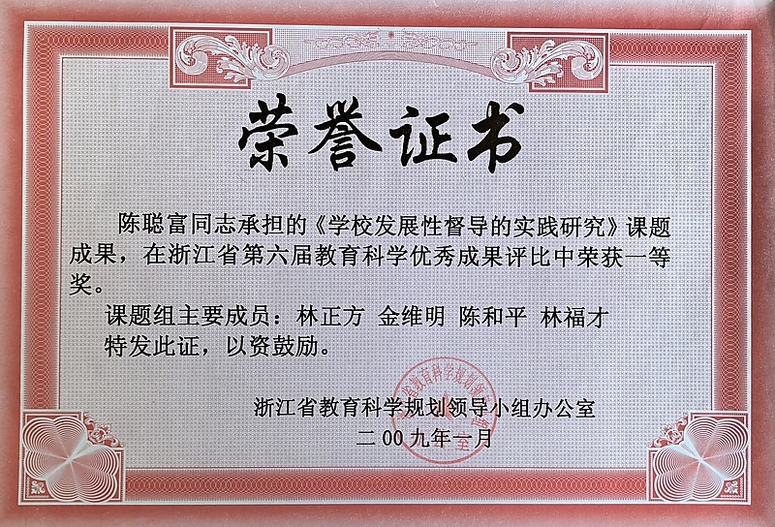 荣誉证书
陈聪富同志承担的《学校发展性督导的实践研究》课题
成果，在浙江省第六届教育科学优秀成果评比中荣获一等
奖。
课题组主要成员：林正方 金维明 陈和平 林福才
特发此证，以资鼓励。
浙江省教育科学规划领导小组办公室
二00九年一月